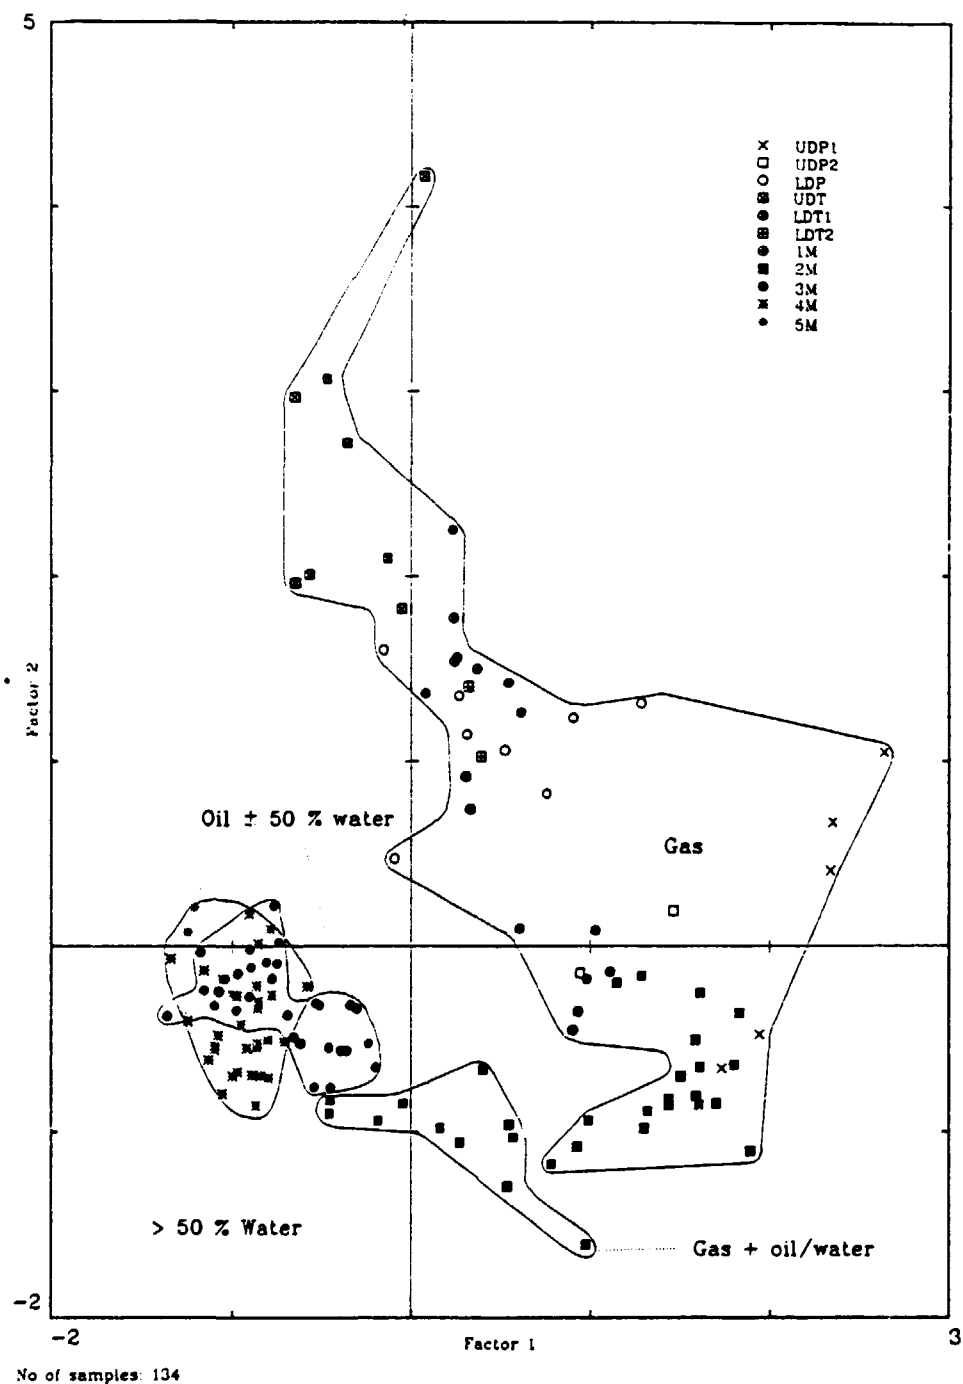 5
UDP1
UDP2
LDP
UDT
LDT1
LDT2
1M
2M
3M
4M
5M
Factor 2
Oil ± 50 % water
Gas
> 50 % Water
Gas + oil/water
-2
-2
Factor 1
3
No of samples: 134